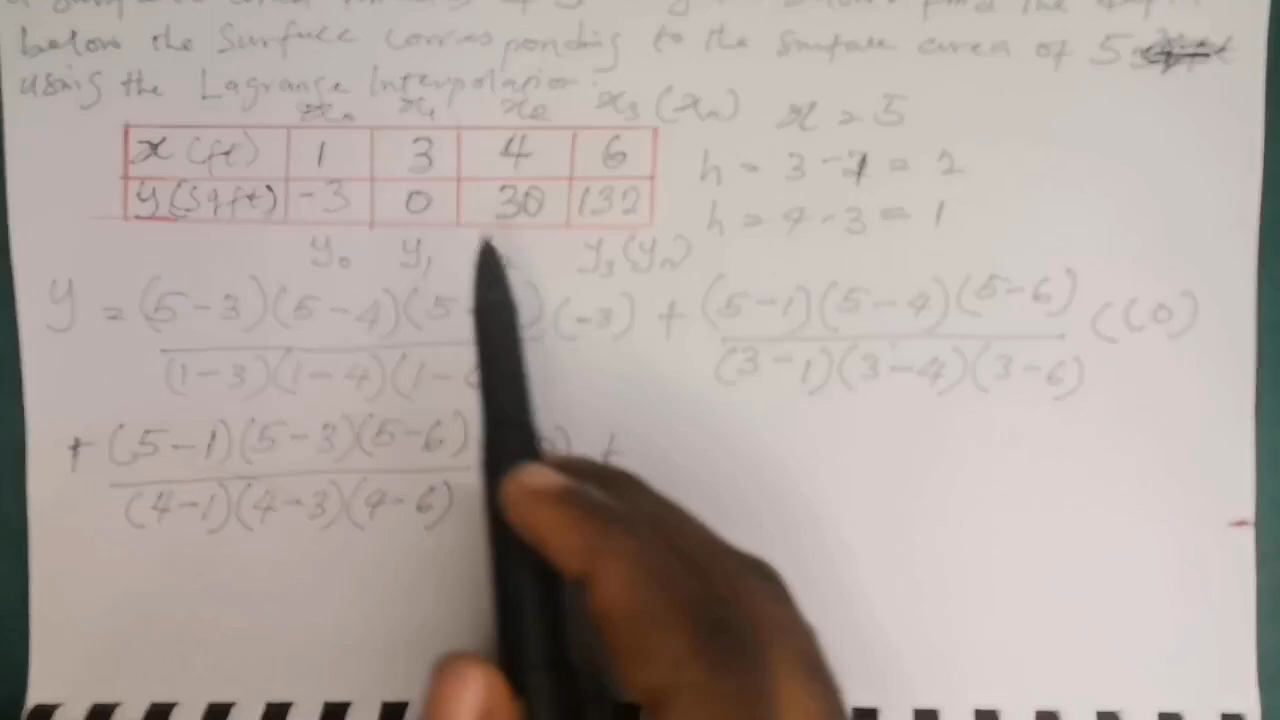 below the Surface Corresponding to the Surface area of 5
using the Lagrange Interpolation.
x₀ x₁ x₂ x₃ (xₙ) x = 5
x (ft) 1 3 4 6
h = 3 - 1 = 2
y (Sqft) -3 0 30 132
h = 4 - 3 = 1
y₀ y₁ y₃ (yₙ)
y = (5-3)(5-4)(5 (-3) + (5-1)(5-4)(5-6) ((0)
(1-3)(1-4)(1- (3-1)(3-4)(3-6)
+ (5-1)(5-3)(5-6) +
(4-1)(4-3)(4-6)